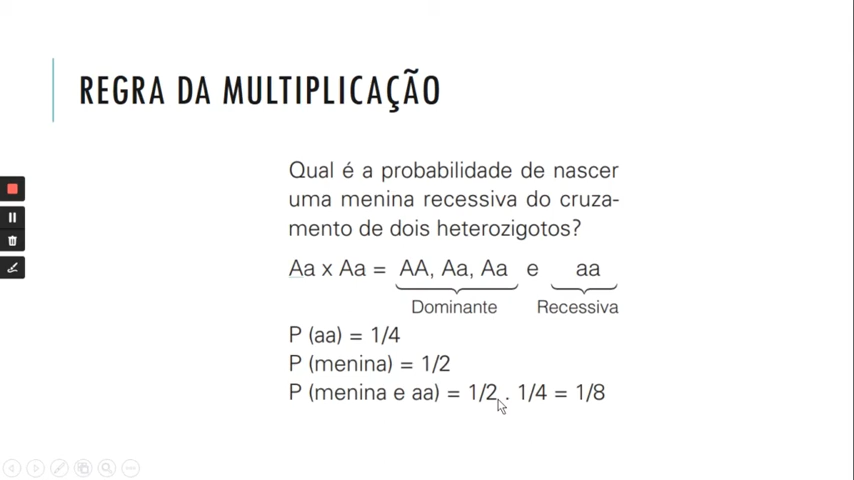 REGRA DA MULTIPLICAÇÃO
Qual é a probabilidade de nascer
uma menina recessiva do cruza-
mento de dois heterozigotos?
Aa x Aa = AA, Aa, Aa e aa
Dominante Recessiva
P (aa) = 1/4
P (menina) = 1/2
P (menina e aa) = 1/2 . 1/4 = 1/8